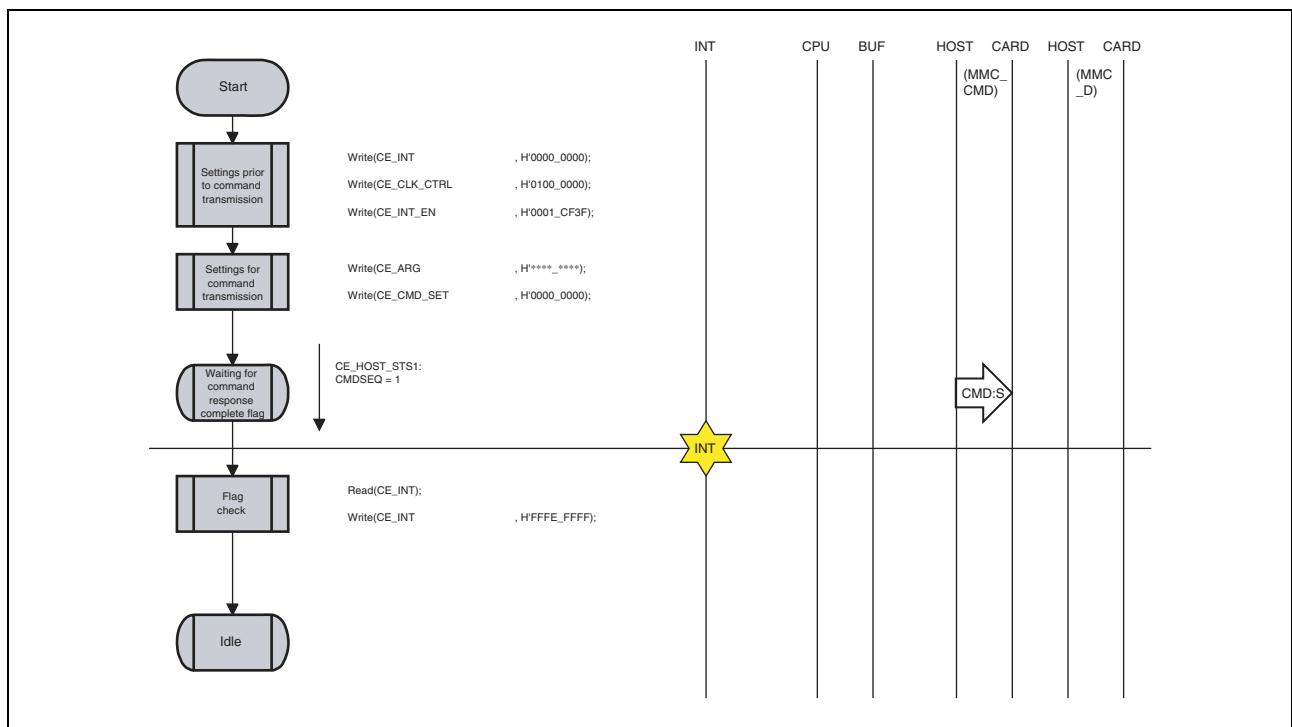 INT CPU BUF HOST CARD HOST CARD
(MMC_
CMD)
(MMC
_D)
Start
Settings prior
to command
transmission
Write(CE_INT , H'0000_0000);
Write(CE_CLK_CTRL , H'0100_0000);
Write(CE_INT_EN , H'0001_CF3F);
Settings for
command
transmission
Write(CE_ARG , H'****_****);
Write(CE_CMD_SET , H'0000_0000);
Waiting for
command
response
complete flag
CE_HOST_STS1:
CMDSEQ = 1
CMD:S
INT
Flag
check
Read(CE_INT);
Write(CE_INT , H'FFFE_FFFF);
Idle